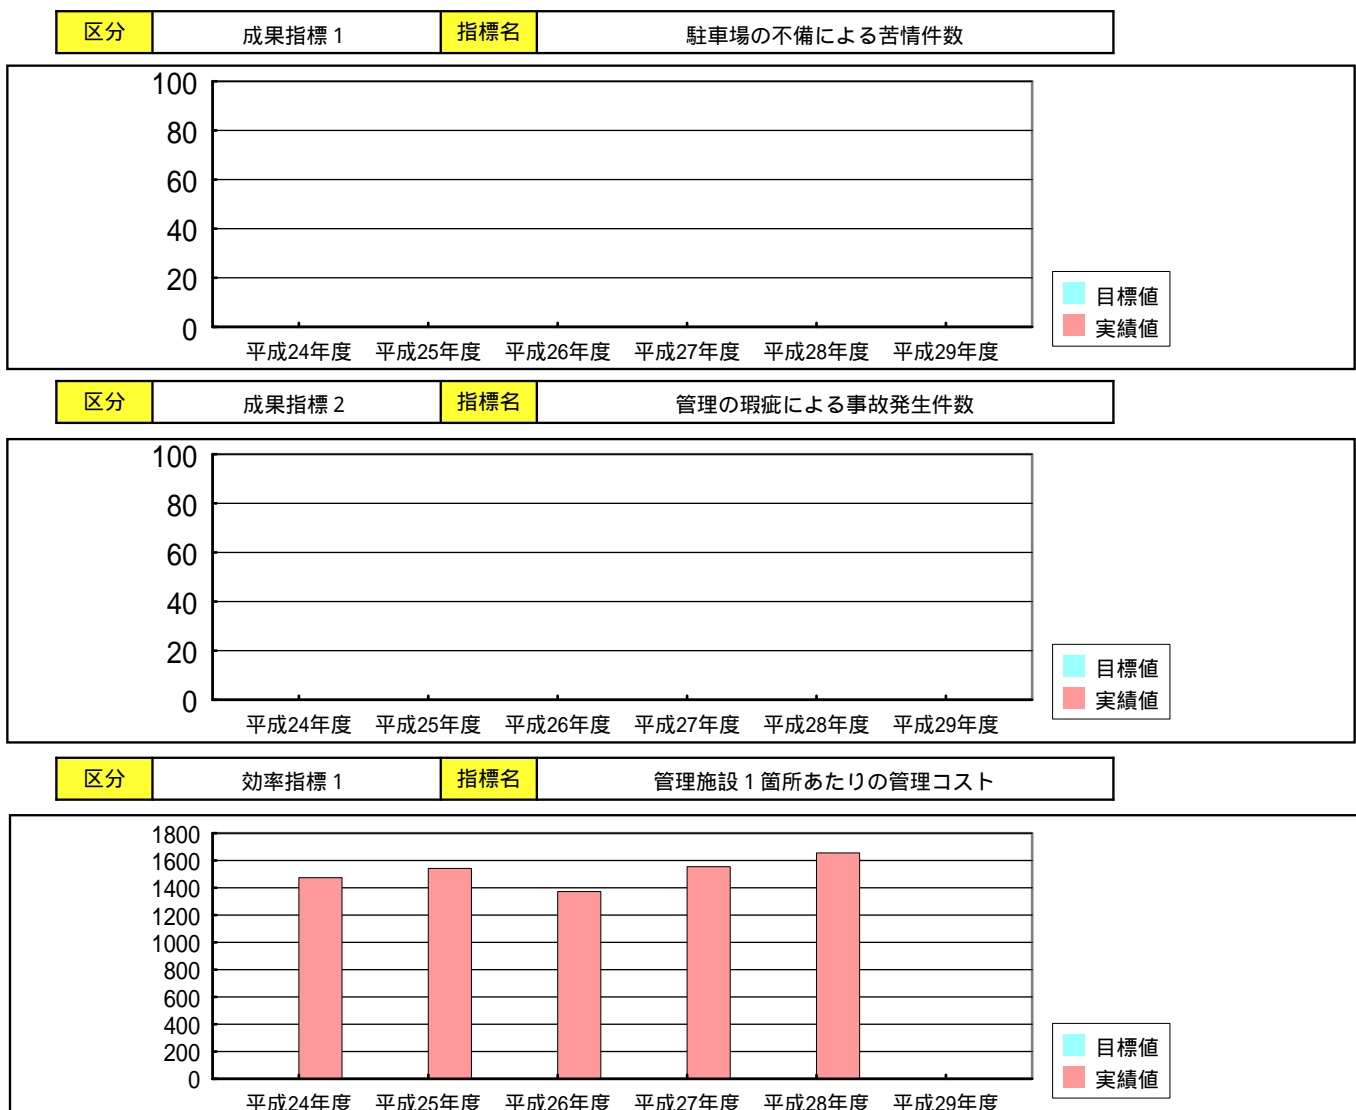 区分 成果指標１ 指標名 駐車場の不備による苦情件数
100
80
60
40
20
0
平成24年度 平成25年度 平成26年度 平成27年度 平成28年度 平成29年度
目標値
実績値
区分 成果指標２ 指標名 管理の瑕疵による事故発生件数
100
80
60
40
20
0
平成24年度 平成25年度 平成26年度 平成27年度 平成28年度 平成29年度
目標値
実績値
区分 効率指標１ 指標名 管理施設１箇所あたりの管理コスト
1800
1600
1400
1200
1000
800
600
400
200
0
平成24年度 平成25年度 平成26年度 平成27年度 平成28年度 平成29年度
目標値
実績値